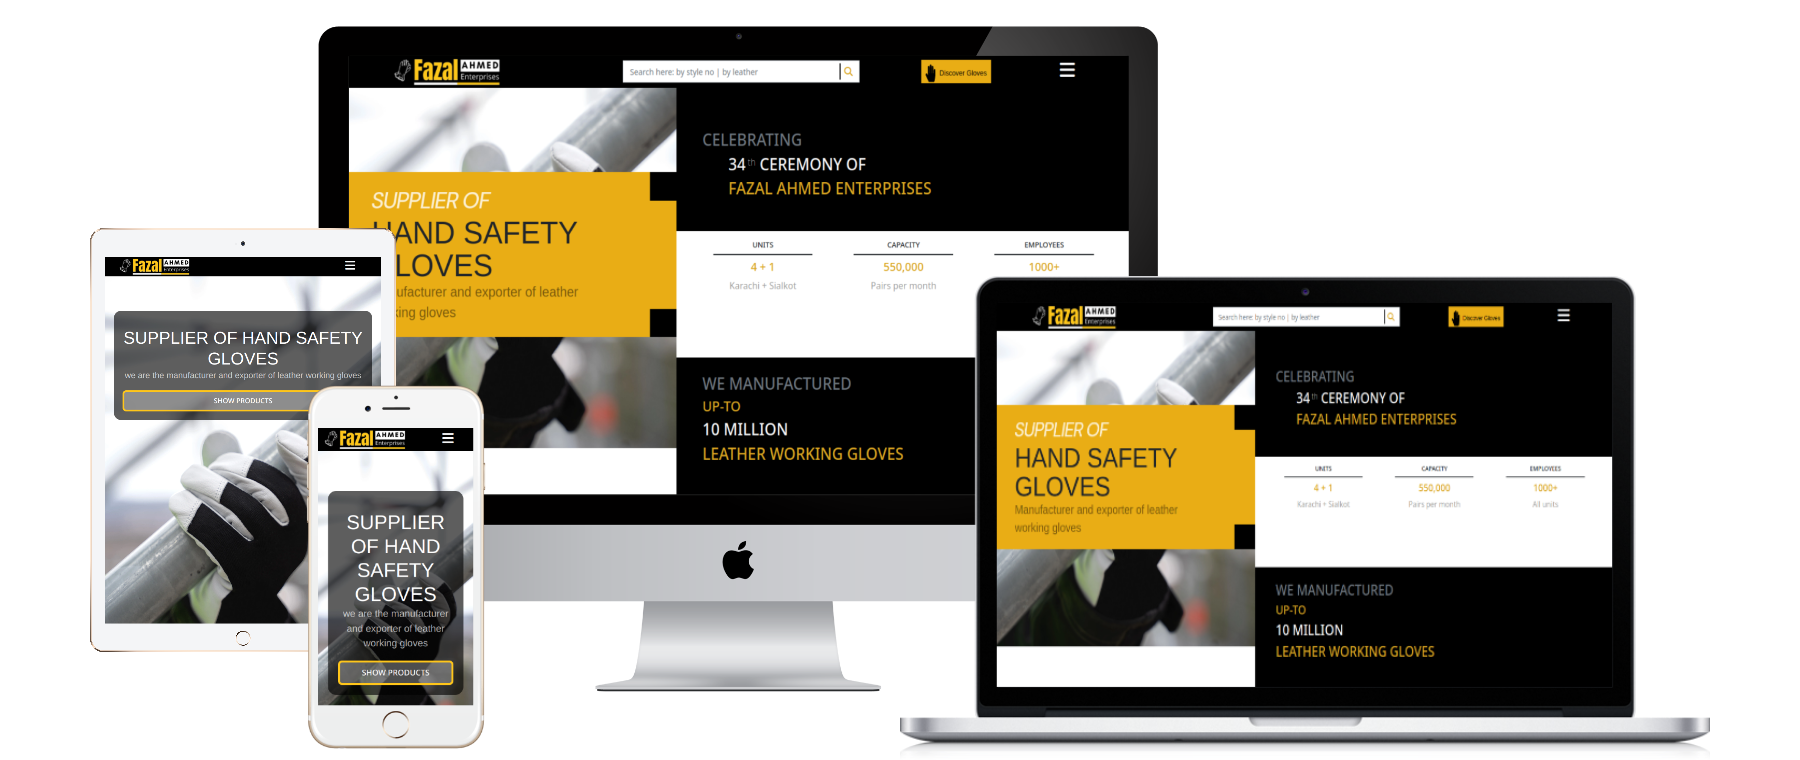 Fazal AHMED
Enterprises
Search here: by style no | by leather
Discover Gloves
SUPPLIER OF
HAND SAFETY
LOVES
ufacturer and exporter of leather
king gloves
CELEBRATING
34th CEREMONY OF
FAZAL AHMED ENTERPRISES
UNITS
4 + 1
Karachi + Sialkot
CAPACITY
550,000
Pairs per month
EMPLOYEES
1000+
WE MANUFACTURED
UP-TO
10 MILLION
LEATHER WORKING GLOVES
Fazal AHMED
Enterprises
SUPPLIER OF HAND SAFETY
GLOVES
we are the manufacturer and exporter of leather working gloves
SHOW PRODUCTS
Fazal AHMED
Enterprises
SUPPLIER
OF HAND
SAFETY
GLOVES
we are the manufacturer
and exporter of leather
working gloves
SHOW PRODUCTS
Fazal AHMED
Enterprises
Search here: by style no | by leather
Discover Gloves
SUPPLIER OF
HAND SAFETY
GLOVES
Manufacturer and exporter of leather
working gloves
CELEBRATING
34th CEREMONY OF
FAZAL AHMED ENTERPRISES
UNITS
4 + 1
Karachi + Sialkot
CAPACITY
550,000
Pairs per month
EMPLOYEES
1000+
All units
WE MANUFACTURED
UP-TO
10 MILLION
LEATHER WORKING GLOVES